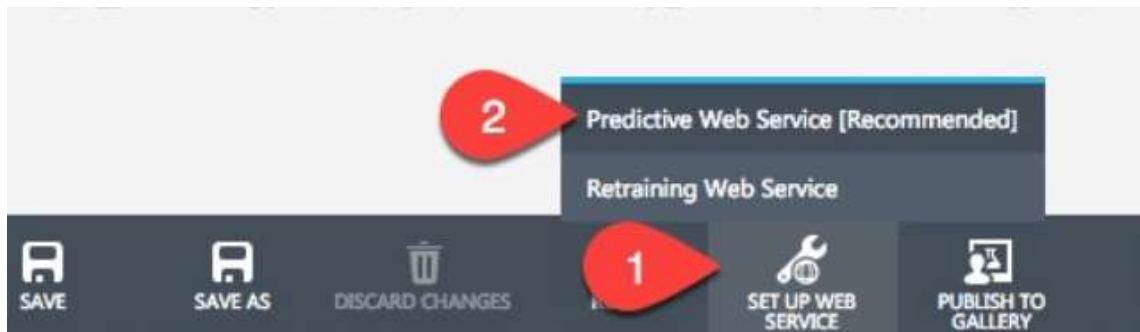 2
Predictive Web Service [Recommended]
Retraining Web Service
1
SAVE
SAVE AS
DISCARD CHANGES
SET UP WEB
SERVICE
PUBLISH TO
GALLERY